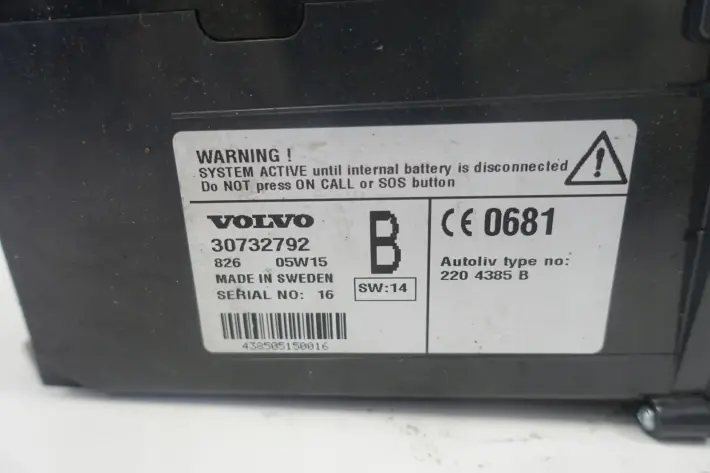 WARNING !
SYSTEM ACTIVE until internal battery is disconnected
Do NOT press ON CALL or SOS button
VOLVO
30732792
826 05W15
MADE IN SWEDEN
SERIAL NO: 16
B
SW:14
438505150016
CE 0681
Autoliv type no:
220 4385 B